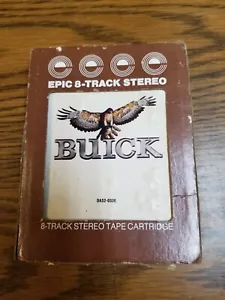 EPIC 8-TRACK STEREO
BUICK
8-TRACK STEREO TAPE CARTRIDGE